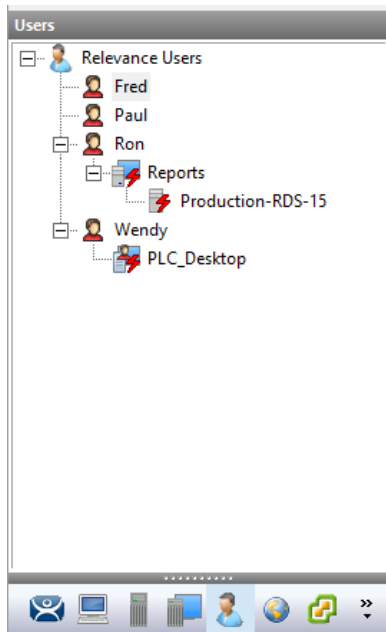 Users
Relevance Users
Fred
Paul
Ron
Reports
Production-RDS-15
Wendy
PLC_Desktop